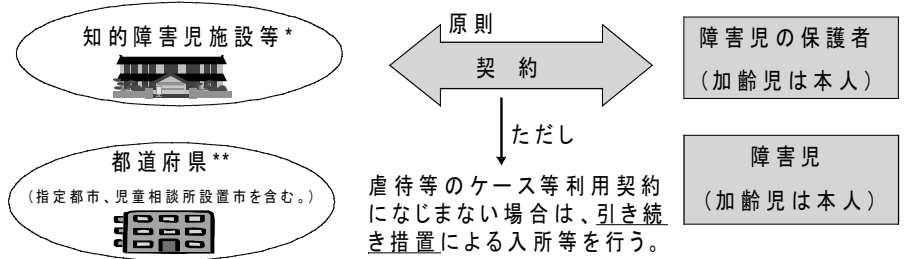 知的障害児施設等*
原則
契約
障害児の保護者
(加齢児は本人)
ただし
都道府県**
(指定都市、児童相談所設置市を含む。)
虐待等のケース等利用契約
になじまない場合は、引き続
き措置による入所等を行う。
障害児
(加齢児は本人)